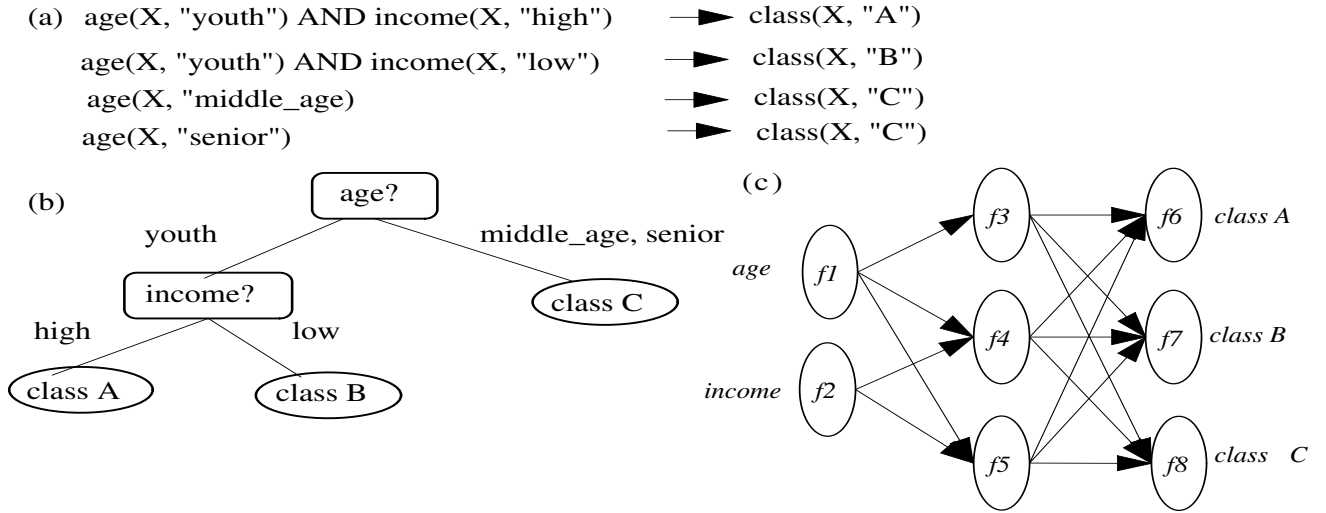 (a) age(X, "youth") AND income(X, "high") class(X, "A")
age(X, "youth") AND income(X, "low") class(X, "B")
age(X, "middle_age) class(X, "C")
age(X, "senior") class(X, "C")
(b)
age?
youth
middle_age, senior
income?
class C
high
low
class A
class B
(c)
f3
f6
class A
age
f1
f4
f7
class B
income
f2
f5
f8
class C